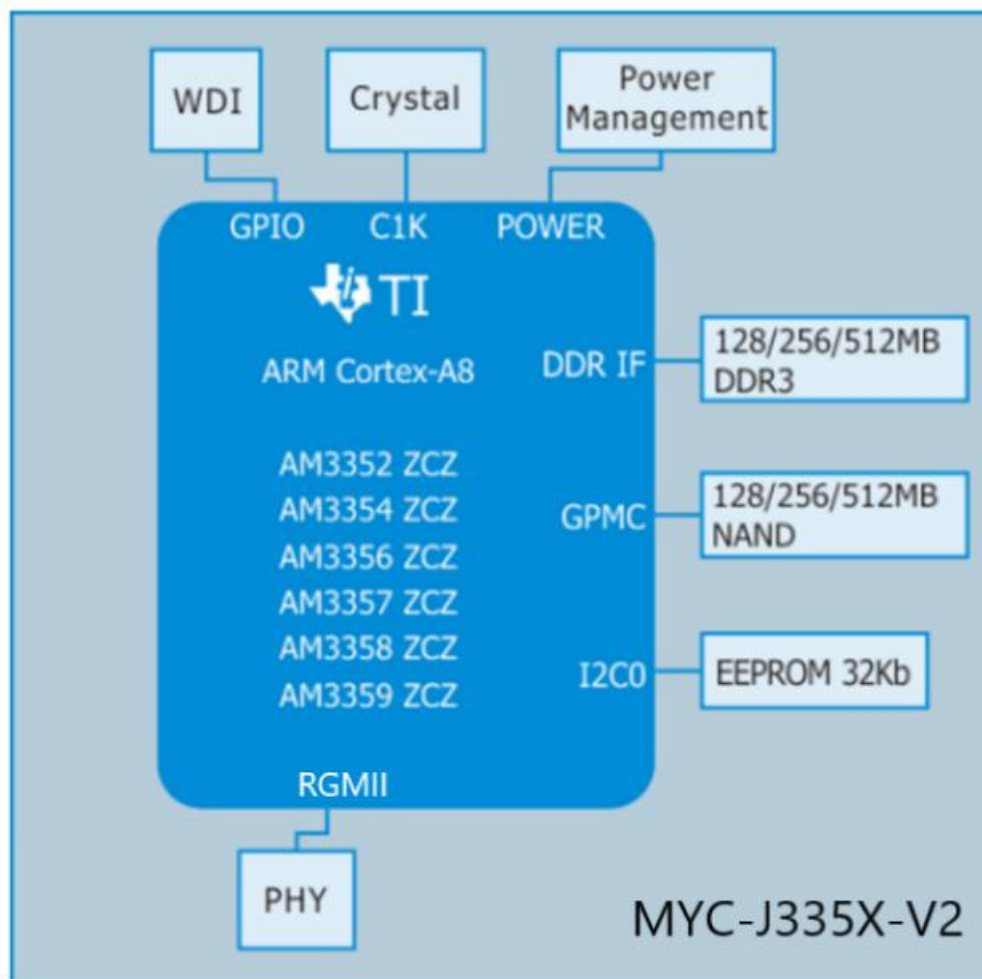 WDI
Crystal
Power
Management
GPIO
C1K
POWER
TI
ARM Cortex-A8
DDR IF
128/256/512MB
DDR3
AM3352 ZCZ
AM3354 ZCZ
AM3356 ZCZ
AM3357 ZCZ
AM3358 ZCZ
AM3359 ZCZ
GPMC
128/256/512MB
NAND
I2C0
EEPROM 32Kb
RGMII
PHY
MYC-J335X-V2